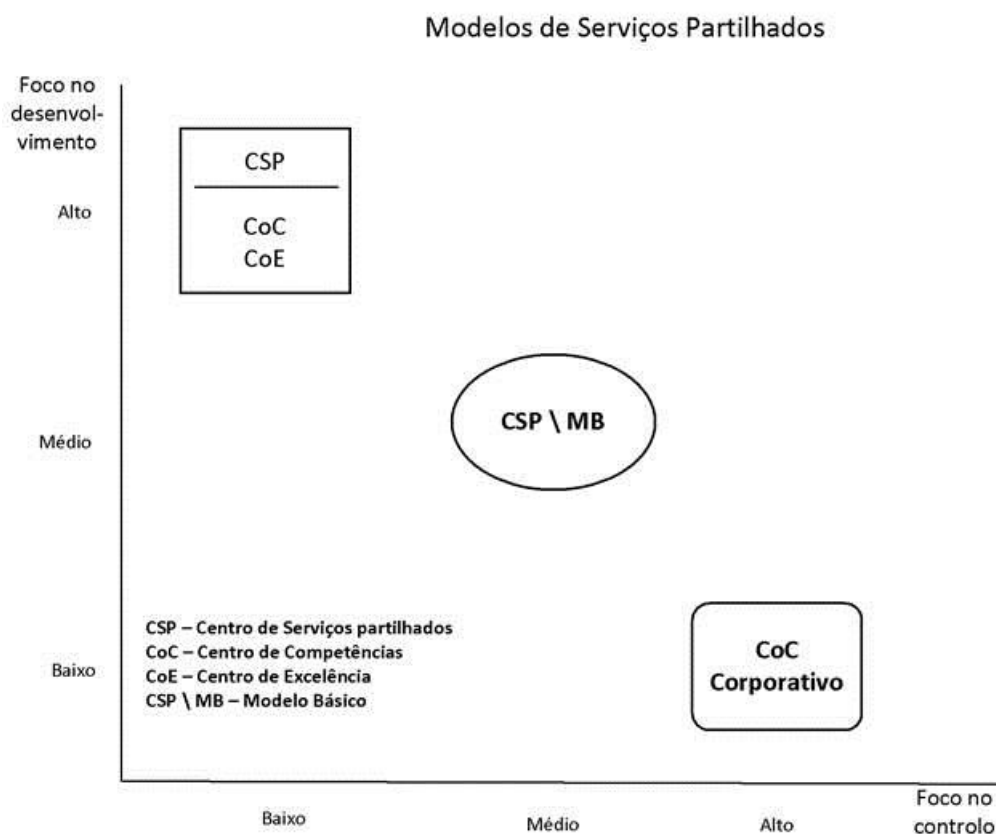 Modelos de Serviços Partilhados
Foco no
desenvol-
vimento
CSP
Alto
CoC
CoE
CSP \ MB
Médio
CSP – Centro de Serviços partilhados
CoC – Centro de Competências
CoE – Centro de Excelência
CSP \ MB – Modelo Básico
Baixo
CoC
Corporativo
Baixo
Médio
Alto
Foco no
controlo